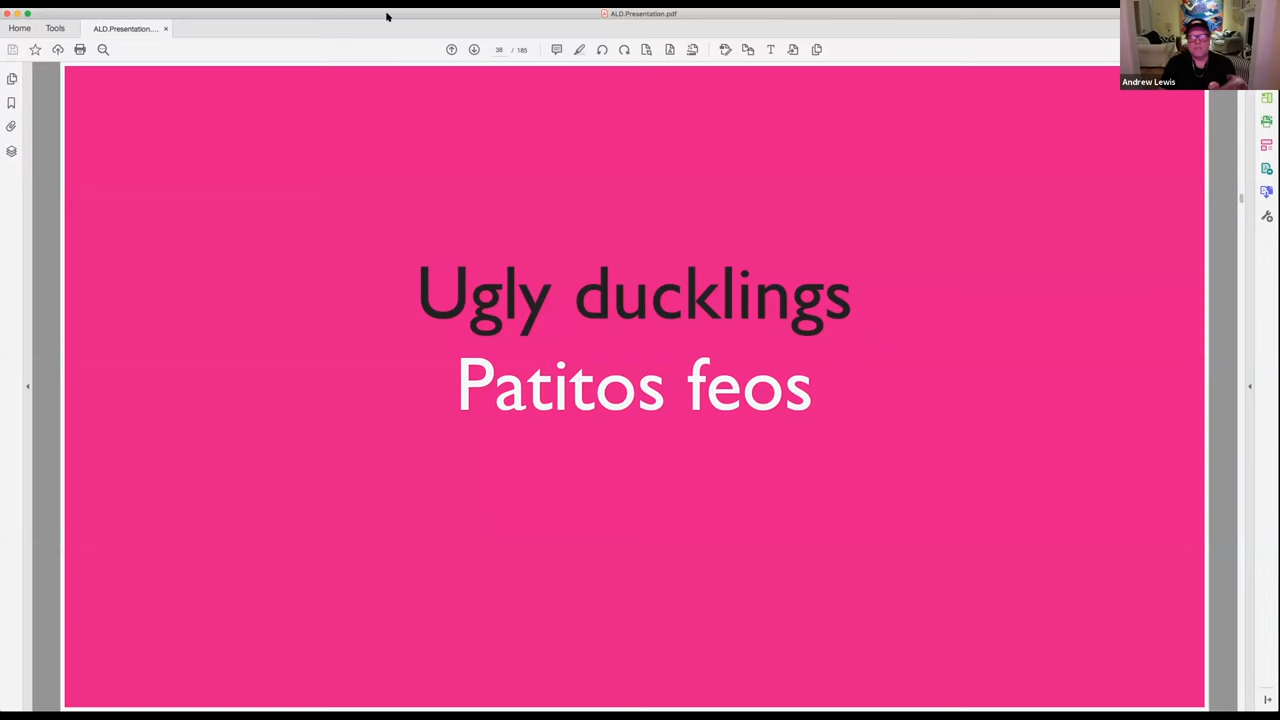 ALD.Presentation.pdf
Home
Tools
ALD.Presentation....
38 / 185
Andrew Lewis
Ugly ducklings
Patitos feos